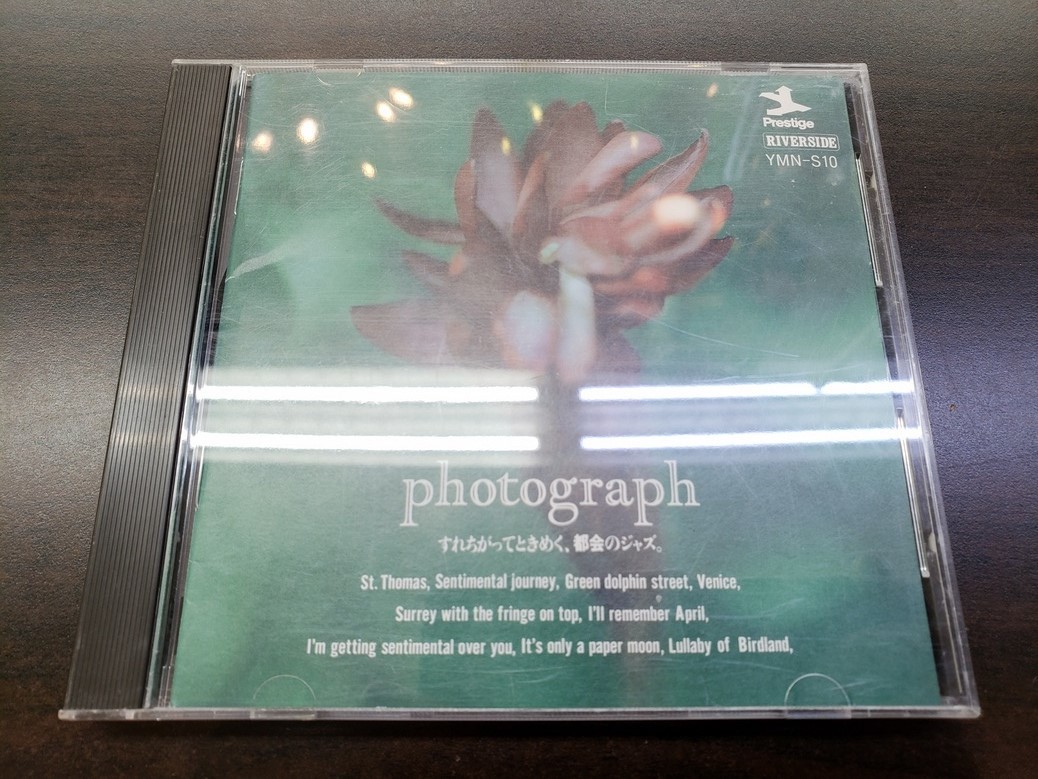 Prestige
RIVERSIDE
YMN-S10
photograph
すれちがってときめく、都会のジャズ。
St. Thomas, Sentimental journey, Green dolphin street, Venice,
Surrey with the fringe on top, I'll remember April,
I'm getting sentimental over you, It's only a paper moon, Lullaby of Birdland,